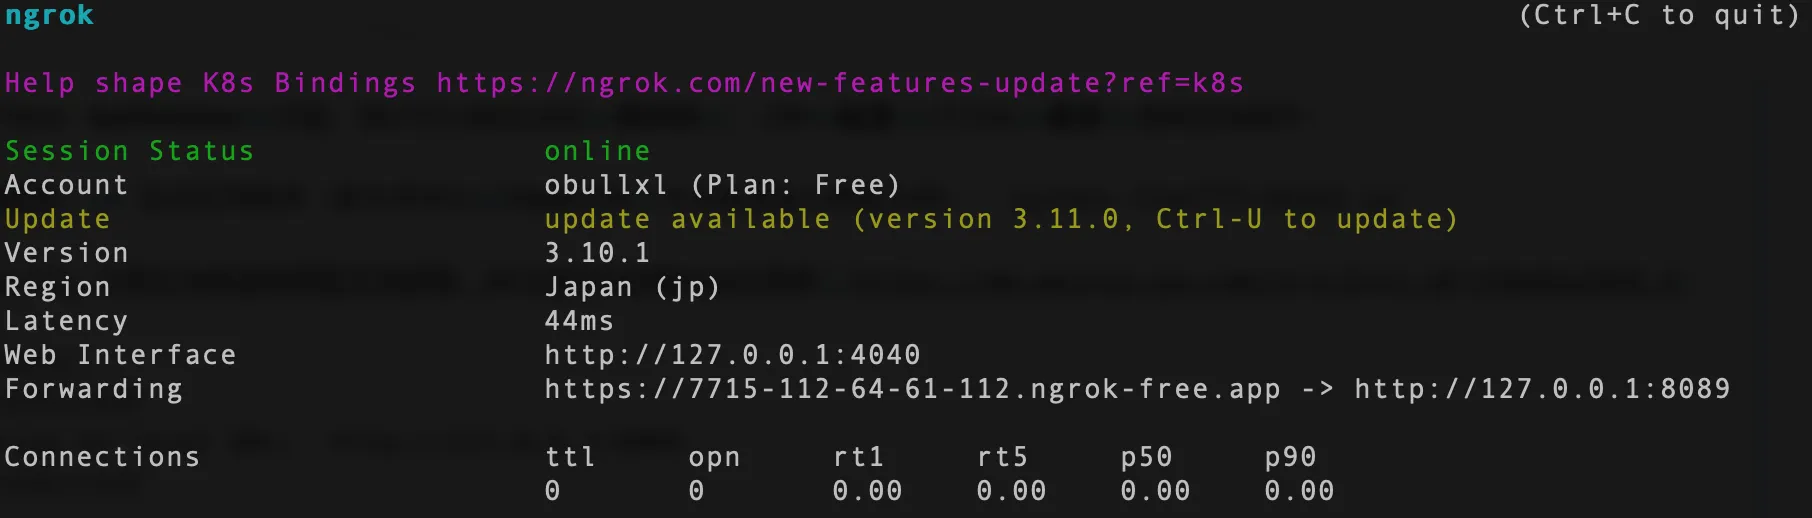 ngrok (Ctrl+C to quit)
Help shape K8s Bindings https://ngrok.com/new-features-update?ref=k8s
Session Status online
Account obullxl (Plan: Free)
Update update available (version 3.11.0, Ctrl-U to update)
Version 3.10.1
Region Japan (jp)
Latency 44ms
Web Interface http://127.0.0.1:4040
Forwarding https://7715-112-64-61-112.ngrok-free.app -> http://127.0.0.1:8089
Connections ttl opn rt1 rt5 p50 p90
0 0 0.00 0.00 0.00 0.00